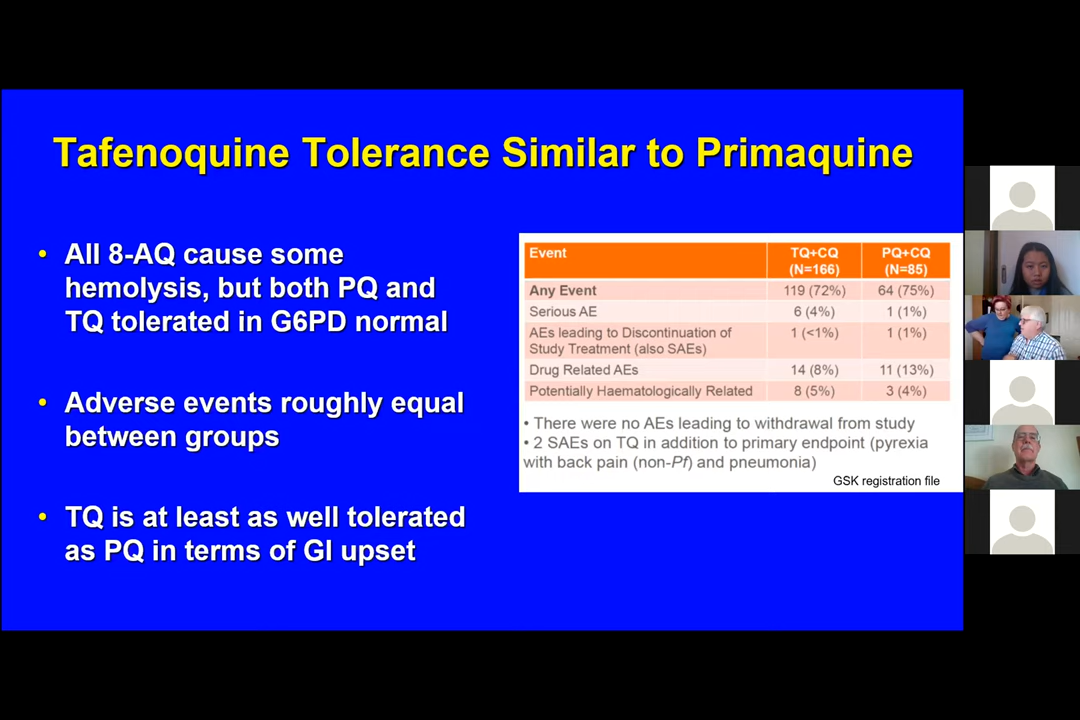 Tafenoquine Tolerance Similar to Primaquine
• All 8-AQ cause some
hemolysis, but both PQ and
TQ tolerated in G6PD normal
• Adverse events roughly equal
between groups
• TQ is at least as well tolerated
as PQ in terms of GI upset
Event TQ+CQ (N=166) PQ+CQ (N=85)
Any Event 119 (72%) 64 (75%)
Serious AE 6 (4%) 1 (1%)
AEs leading to Discontinuation of 1 (<1%) 1 (1%)
Study Treatment (also SAEs)
Drug Related AEs 14 (8%) 11 (13%)
Potentially Haematologically Related 8 (5%) 3 (4%)
• There were no AEs leading to withdrawal from study
• 2 SAEs on TQ in addition to primary endpoint (pyrexia
with back pain (non-Pf) and pneumonia)
GSK registration file